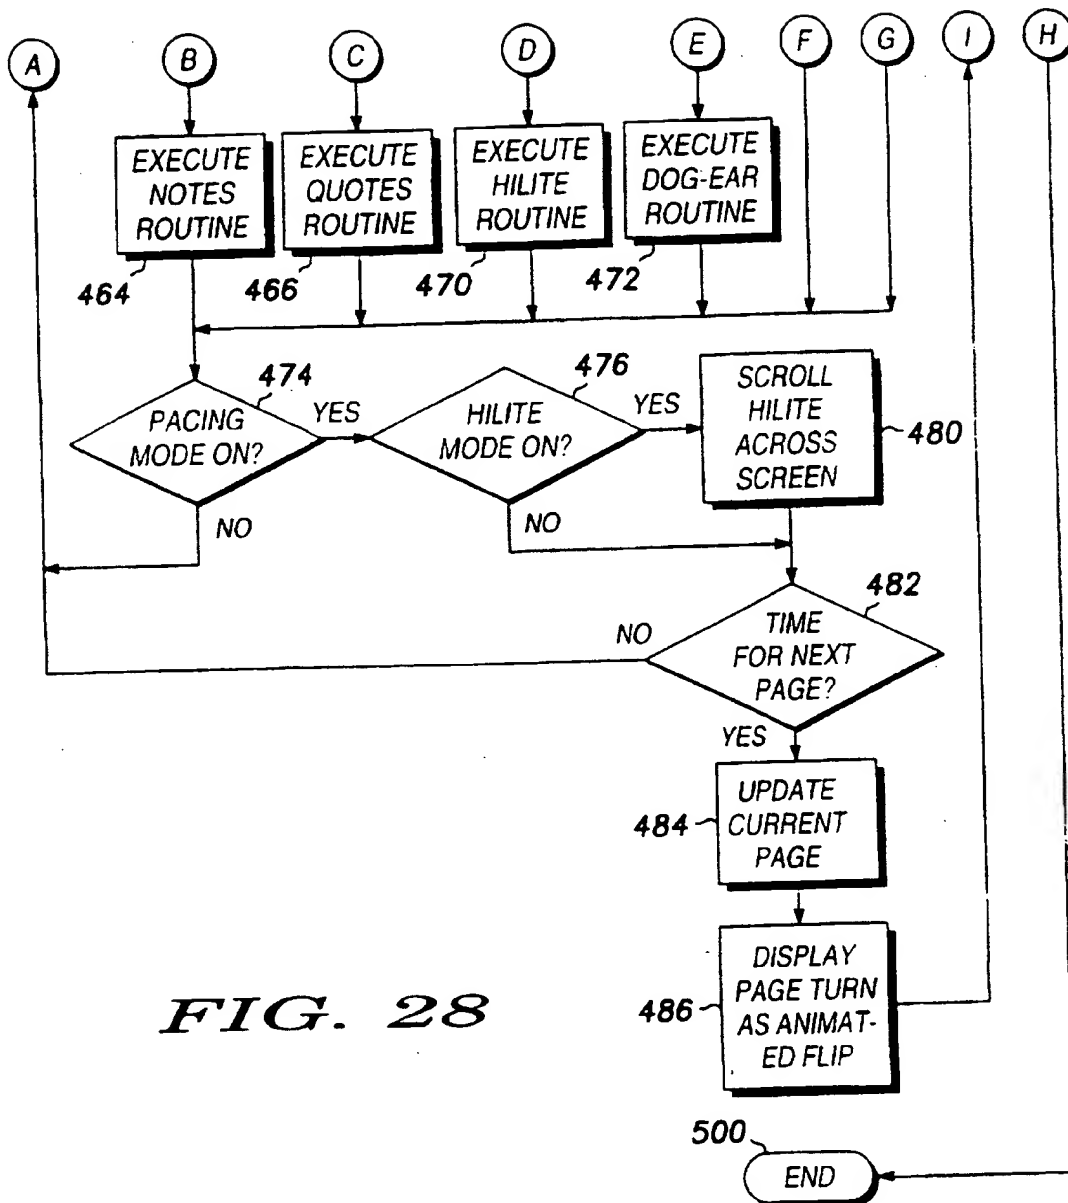 A B C D E F G I H
EXECUTE
NOTES
ROUTINE
464
EXECUTE
QUOTES
ROUTINE
466
EXECUTE
HILITE
ROUTINE
470
EXECUTE
DOG-EAR
ROUTINE
472
PACING
MODE ON?
474
YES
NO
HILITE
MODE ON?
476
YES
NO
SCROLL
HILITE
ACROSS
SCREEN
480
TIME
FOR NEXT
PAGE?
482
NO
YES
UPDATE
CURRENT
PAGE
484
DISPLAY
PAGE TURN
AS ANIMAT-
ED FLIP
486
FIG. 28
500
END